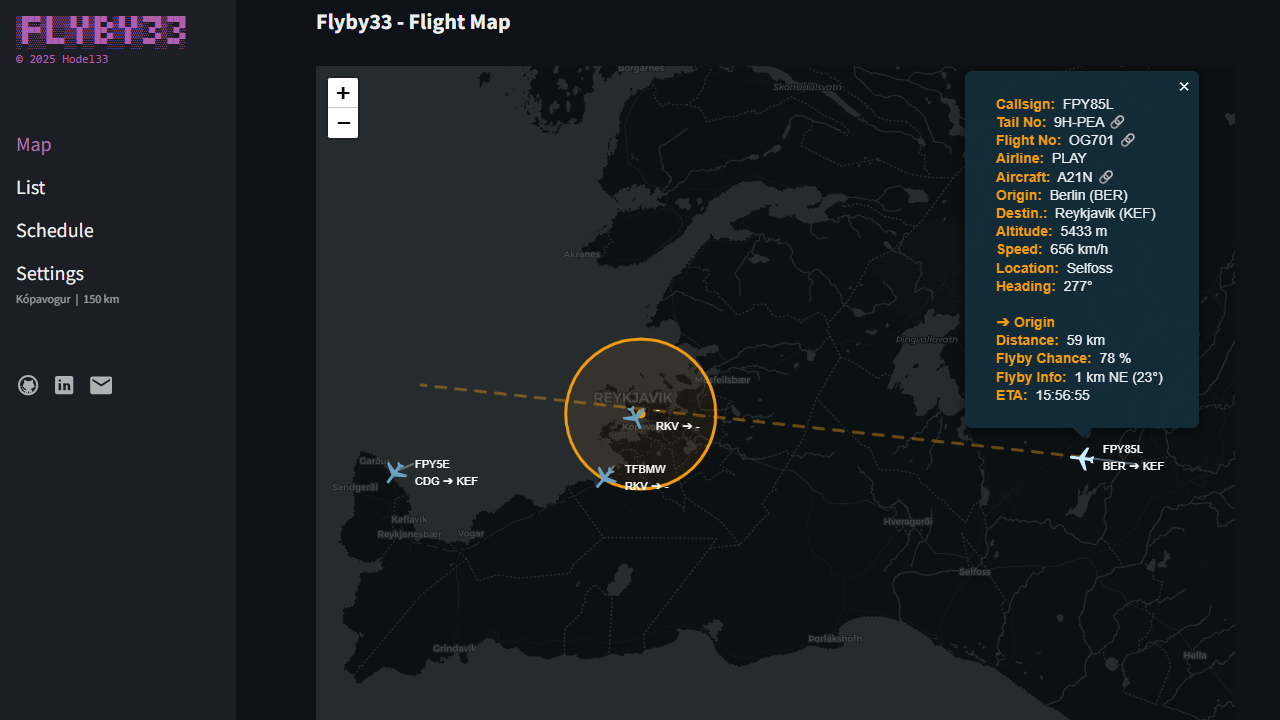 FLYBY33
© 2025 Hodel33
Map
List
Schedule
Settings
Kópavogur | 150 km
Flyby33 - Flight Map
+
−
Borgarnes
Skorradalsvatn
Akranes
Þingvallavatn
Mosfellsbær
REYKJAVIK
-
RKV ➔ -
FPY5E
CDG ➔ KEF
TFBMW
RKV ➔ -
Sandgerði
Keflavik
Reykjanesbær
Vogar
Hveragerði
Selfoss
Þorlákshöfn
Grindavík
Hella
×
Callsign: FPY85L
Tail No: 9H-PEA 🔗
Flight No: OG701 🔗
Airline: PLAY
Aircraft: A21N 🔗
Origin: Berlin (BER)
Destin.: Reykjavik (KEF)
Altitude: 5433 m
Speed: 656 km/h
Location: Selfoss
Heading: 277°
➔ Origin
Distance: 59 km
Flyby Chance: 78 %
Flyby Info: 1 km NE (23°)
ETA: 15:56:55
FPY85L
BER ➔ KEF